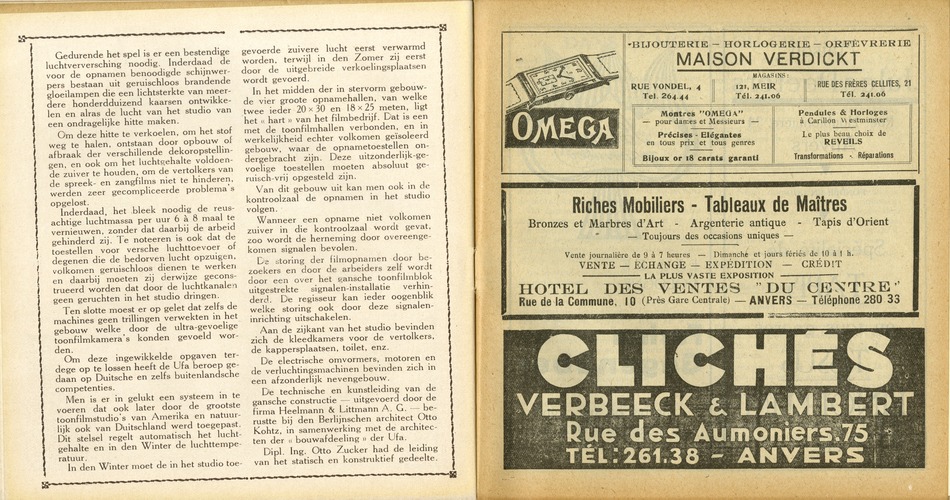 Gedurende het spel is er een bestendige
luchtverversching noodig. Inderdaad de
voor de opnamen benoodigde schijnwer-
pers bestaan uit geruischloos brandende
gloeilampen die een lichtsterkte van meer-
dere honderdduizend kaarsen ontwikke-
len en alras de lucht van het studio van
een ondragelijke hitte maken.
Om deze hitte te verkoelen, om het stof
weg te halen, ontstaan door opbouw of
afbraak der verschillende dekoropstellin-
gen, en ook om het luchtgehalte voldoen-
de zuiver te houden, om de vertolkers van
de spreek- en zangfilms niet te hinderen,
werden zeer gecompliceerde problema's
opgelost.
Inderdaad, het bleek noodig de reus-
achtige luchtmassa per uur 6 à 8 maal te
vernieuwen, zonder dat daarbij de arbeid
gehinderd zij. Te noteeren is ook dat de
toestellen voor versche luchttoevoer of
degenen die de bedorven lucht opzuigen,
volkomen geruischloos dienen te werken
en daarbij moeten zij derwijze gecons-
trueerd worden dat door de luchtkanalen
geen geruchten in het studio dringen.
Ten slotte moest er op gelet dat zelfs de
machines geen trillingen verwekten in het
gebouw welke door de ultra-gevoelige
toonfilmkamera's konden gevoeld wor-
den.
Om deze ingewikkelde opgaven ter-
dege op te lossen heeft de Ufa beroep ge-
daan op Duitsche en zelfs buitenlandsche
competenties.
Men is er in gelukt een systeem in te
voeren dat ook later door de grootste
toonfilmstudio's van Amerika en natuur-
lijk ook van Duitschland werd toegepast.
Dit stelsel regelt automatisch het lucht-
gehalte en in den Winter de luchttempe-
ratuur.
In den Winter moet de in het studio toe-
gevoerde zuivere lucht eerst verwarmd
worden, terwijl in den Zomer zij eerst
door de uitgebreide verkoelingsplaatsen
wordt gevoerd.
In het midden der in stervorm gebouw-
de vier groote opnamehallen, van welke
twee ieder 20×30 en 18×25 meten, ligt
het « hart » van het filmbedrijf. Dat is een
met de toonfilmhallen verbonden, en in
werkelijkheid echter volkomen geïsoleerd
gebouw, waar de opnametoestellen on-
dergebracht zijn. Deze uitzonderlijk-ge-
voelige toestellen moeten absoluut ge-
ruisch-vrij opgesteld zijn.
Van dit gebouw uit kan men ook in de
kontroolzaal de opnamen in het studio
volgen.
Wanneer een opname niet volkomen
zuiver in die kontroolzaal wordt gevat,
zoo wordt de herneming door overeenge-
komen signalen bevolen.
De storing der filmopnamen door be-
zoekers en door de arbeiders zelf wordt
door een over het gansche toonfilmblok
uitgestrekte signalen-installatie verhin-
derd. De regisseur kan ieder oogenblik
welke storing ook door deze signalen-
inrichting uitschakelen.
Aan de zijkant van het studio bevinden
zich de kleedkamers voor de vertolkers,
de kappersplaatsen, toilet, enz.
De electrische omvormers, motoren en
de verluchtingsmachinen bevinden zich in
een afzonderlijk nevengebouw.
De technische en kunstleiding van de
gansche constructie — uitgevoerd door de
firma Heelmann & Littmann A. G. — be-
rustte bij den Berlijnschen architect Otto
Kohtz, in samenwerking met de architec-
ten der « bouwafdeeling » der Ufa.
Dipl. Ing. Otto Zucker had de leiding
van het statisch en konstruktief gedeelte.
BIJOUTERIE – HORLOGERIE – ORFÈVRERIE
MAISON VERDICKT
MAGASINS:
RUE VONDEL, 4
Tel. 264.44
121, MEIR
Tél. 241.06
RUE DES FRÈRES CELLITES, 21
Tél. 241.06
OMEGA
Montres "OMEGA"
— pour dames et Messieurs —
Précises - Elégantes
en tous prix et tous genres
Bijoux or 18 carats garanti
Pendules & Horloges
à Carillon Westminster
Le plus beau choix de
REVEILS
Transformations - Réparations
Riches Mobiliers - Tableaux de Maîtres
Bronzes et Marbres d'Art - Argenterie antique - Tapis d'Orient
— Toujours des occasions uniques —
Vente journalière de 9 à 7 heures — Dimanche et jours fériés de 10 à 1 h.
VENTE — ECHANGE — EXPÉDITION — CRÉDIT
LA PLUS VASTE EXPOSITION
HOTEL DES VENTES "DU CENTRE"
Rue de la Commune, 10 (Près Gare Centrale) — ANVERS — Téléphone 280 33
CLICHÉS
VERBEECK & LAMBERT
Rue des Aumoniers.75
TÉL: 261.38 – ANVERS